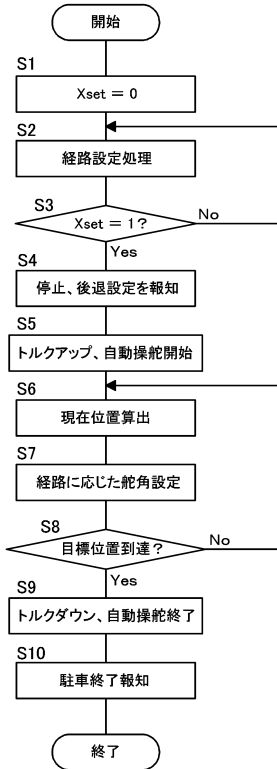 開始
S1
Xset = 0
S2
経路設定処理
S3
Xset = 1?
No
Yes
S4
停止、後退設定を報知
S5
トルクアップ、自動操舵開始
S6
現在位置算出
S7
経路に応じた舵角設定
S8
目標位置到達?
No
Yes
S9
トルクダウン、自動操舵終了
S10
駐車終了報知
終了